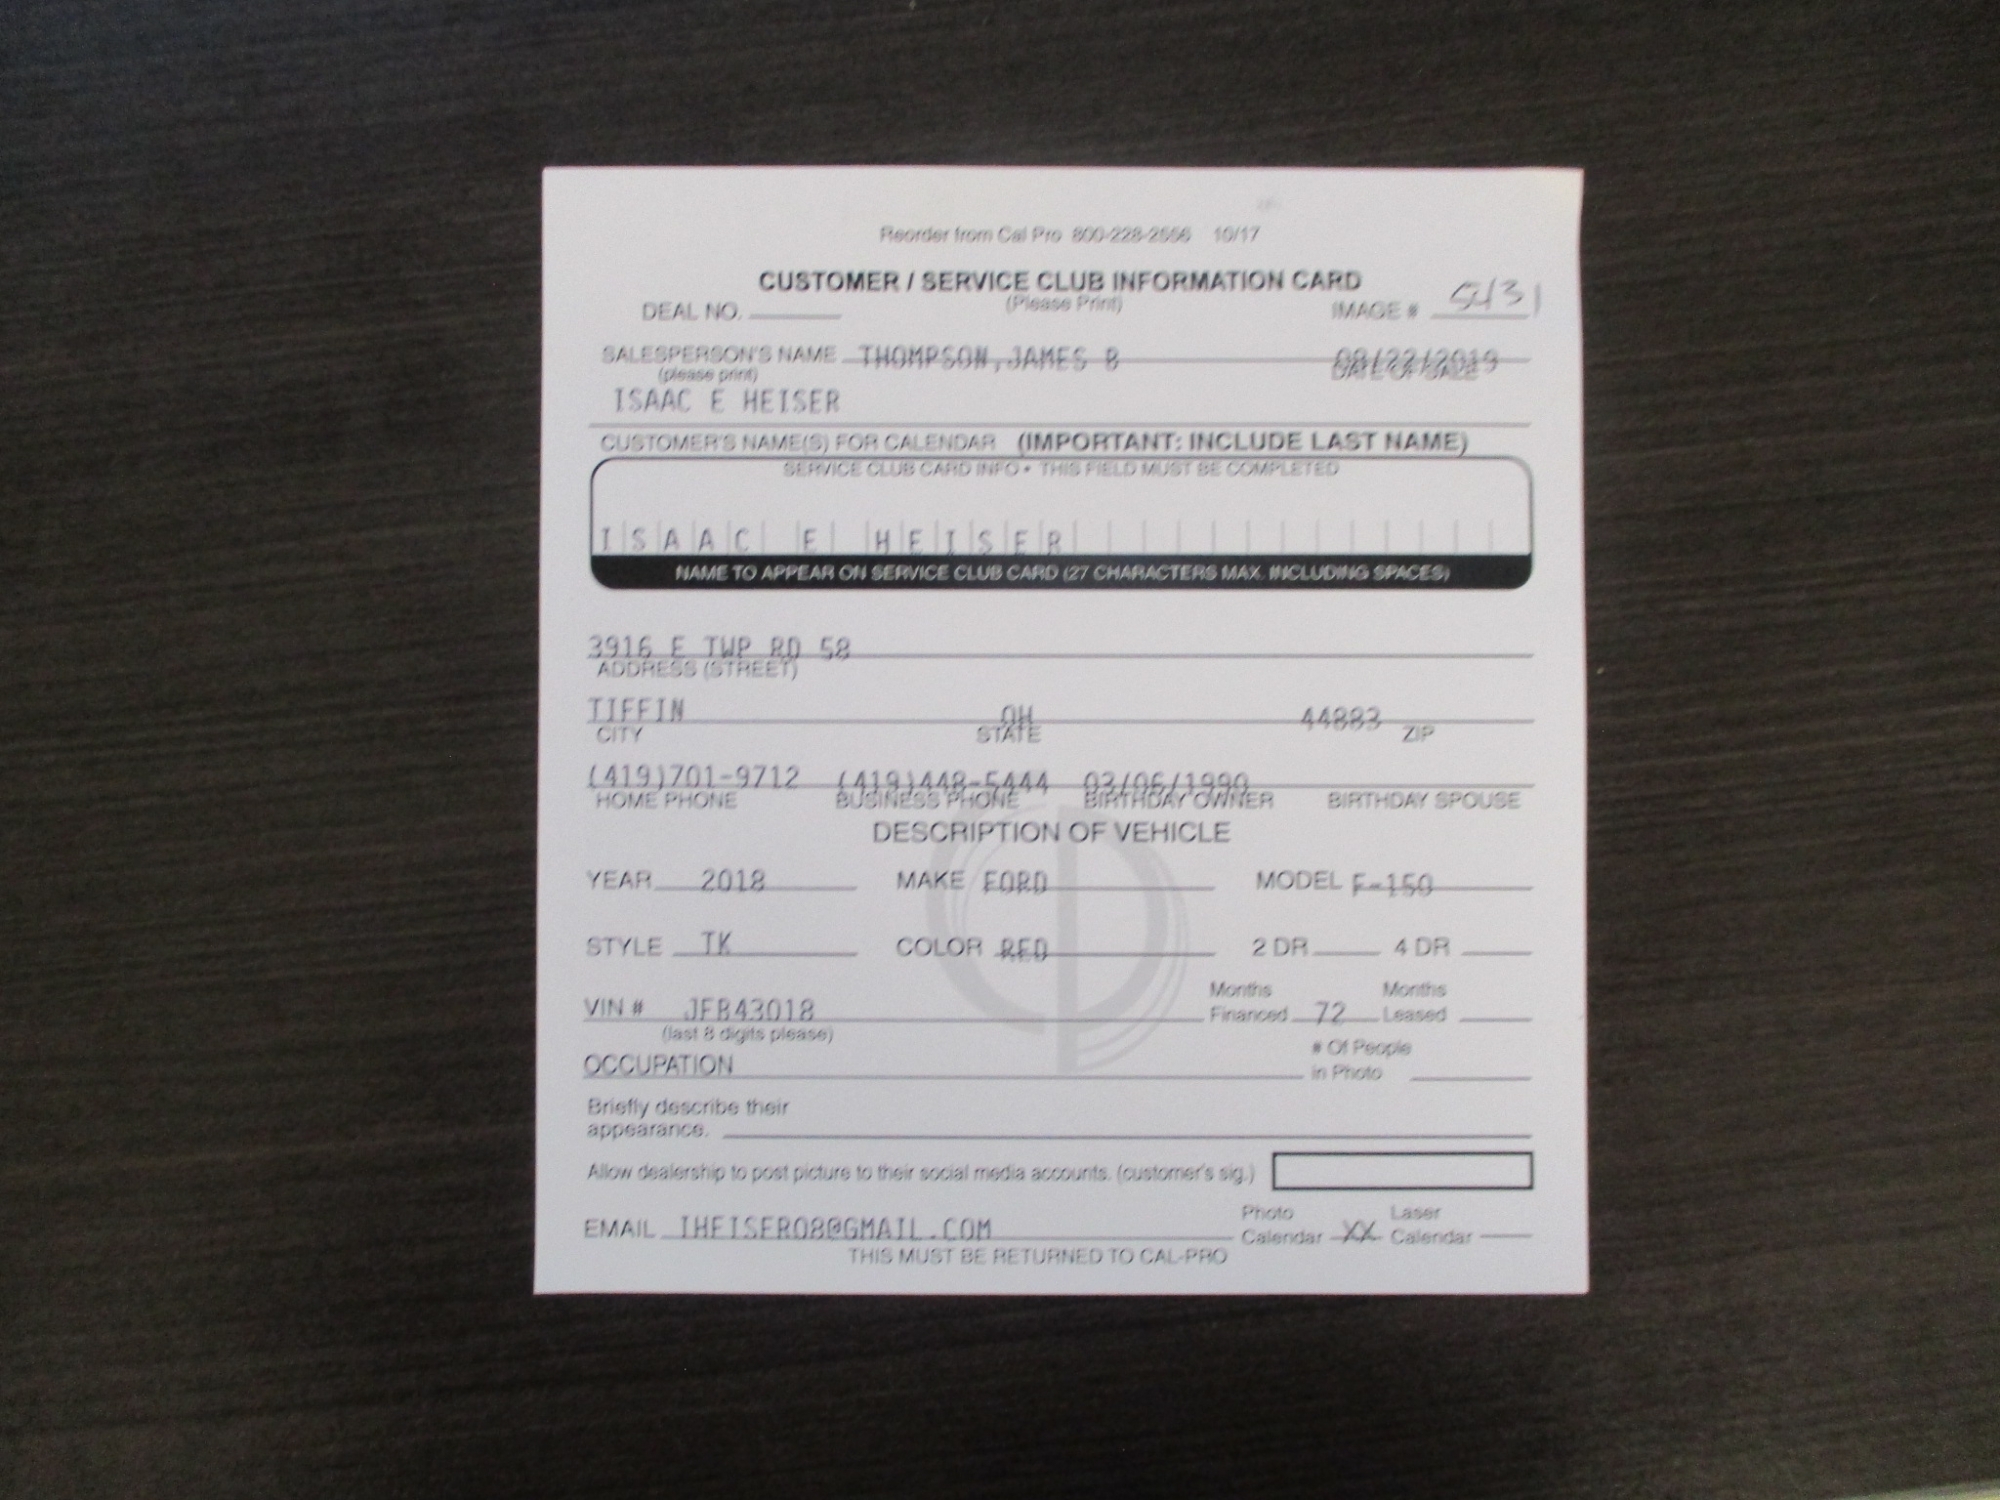 Reorder from Cal Pro 800-228-2556 10/17
CUSTOMER / SERVICE CLUB INFORMATION CARD
(Please Print)
DEAL NO. IMAGE # 5431
SALESPERSON'S NAME THOMPSON,JAMES B 08/22/2019
(please print) DATE OF SALE
ISAAC E HEISER
CUSTOMER'S NAME(S) FOR CALENDAR (IMPORTANT: INCLUDE LAST NAME)
SERVICE CLUB CARD INFO • THIS FIELD MUST BE COMPLETED
ISAAC E HEISER
NAME TO APPEAR ON SERVICE CLUB CARD (27 CHARACTERS MAX. INCLUDING SPACES)
3916 E TWP RD 58
ADDRESS (STREET)
TIFFIN OH 44883
CITY STATE ZIP
(419)701-9712 (419)448-5444 03/06/1990
HOME PHONE BUSINESS PHONE BIRTHDAY OWNER BIRTHDAY SPOUSE
DESCRIPTION OF VEHICLE
YEAR 2018 MAKE FORD MODEL F-150
STYLE TK COLOR RED 2 DR 4 DR
Months Months
VIN # JFB43018 Financed 72 Leased
(last 8 digits please)
# Of People
OCCUPATION in Photo
Briefly describe their
appearance.
Allow dealership to post picture to their social media accounts. (customer's sig.)
Photo Laser
EMAIL IHEISER08@GMAIL.COM Calendar XX Calendar
THIS MUST BE RETURNED TO CAL-PRO